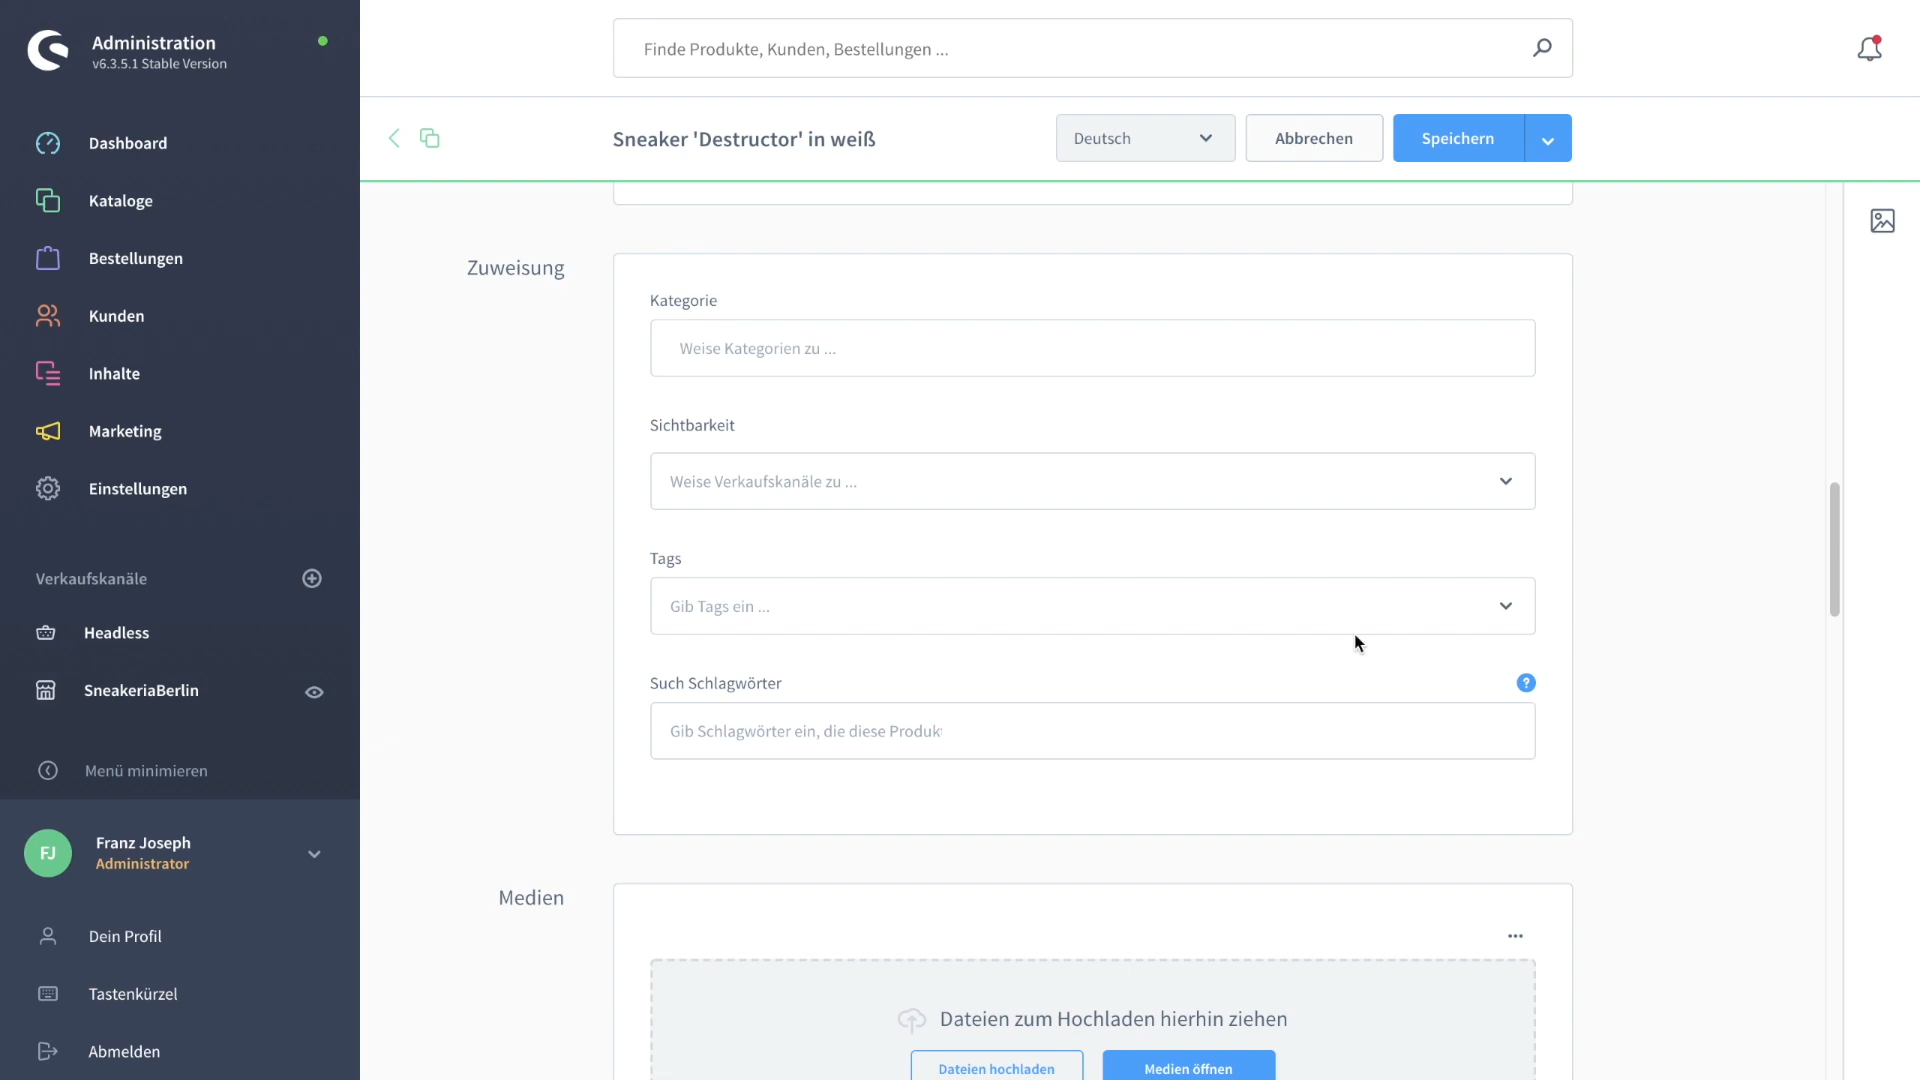 Administration
v6.3.5.1 Stable Version
Dashboard
Kataloge
Bestellungen
Kunden
Inhalte
Marketing
Einstellungen
Verkaufskanäle
Headless
SneakeriaBerlin
Menü minimieren
FJ
Franz Joseph
Administrator
Dein Profil
Tastenkürzel
Abmelden
Finde Produkte, Kunden, Bestellungen ...
Sneaker 'Destructor' in weiß
Deutsch
Abbrechen
Speichern
Zuweisung
Kategorie
Weise Kategorien zu ...
Sichtbarkeit
Weise Verkaufskanäle zu ...
Tags
Gib Tags ein ...
Such Schlagwörter
?
Gib Schlagwörter ein, die diese Produk
Medien
Dateien zum Hochladen hierhin ziehen
Dateien hochladen
Medien öffnen